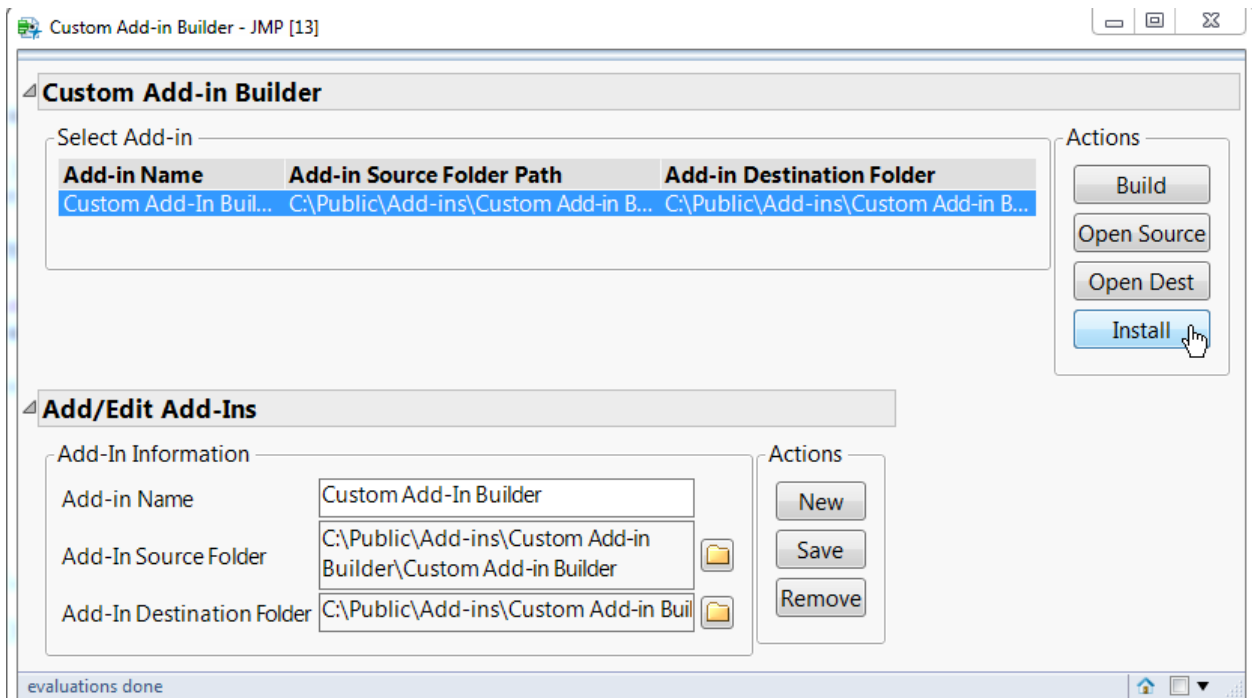 Custom Add-in Builder - JMP [13]
Custom Add-in Builder
Select Add-in
Add-in Name Add-in Source Folder Path Add-in Destination Folder
Custom Add-In Buil... C:\Public\Add-ins\Custom Add-in B... C:\Public\Add-ins\Custom Add-in B...
Actions
Build
Open Source
Open Dest
Install
Add/Edit Add-Ins
Add-In Information
Add-in Name Custom Add-In Builder
Add-In Source Folder C:\Public\Add-ins\Custom Add-in
Builder\Custom Add-in Builder
Add-In Destination Folder C:\Public\Add-ins\Custom Add-in Buil
Actions
New
Save
Remove
evaluations done